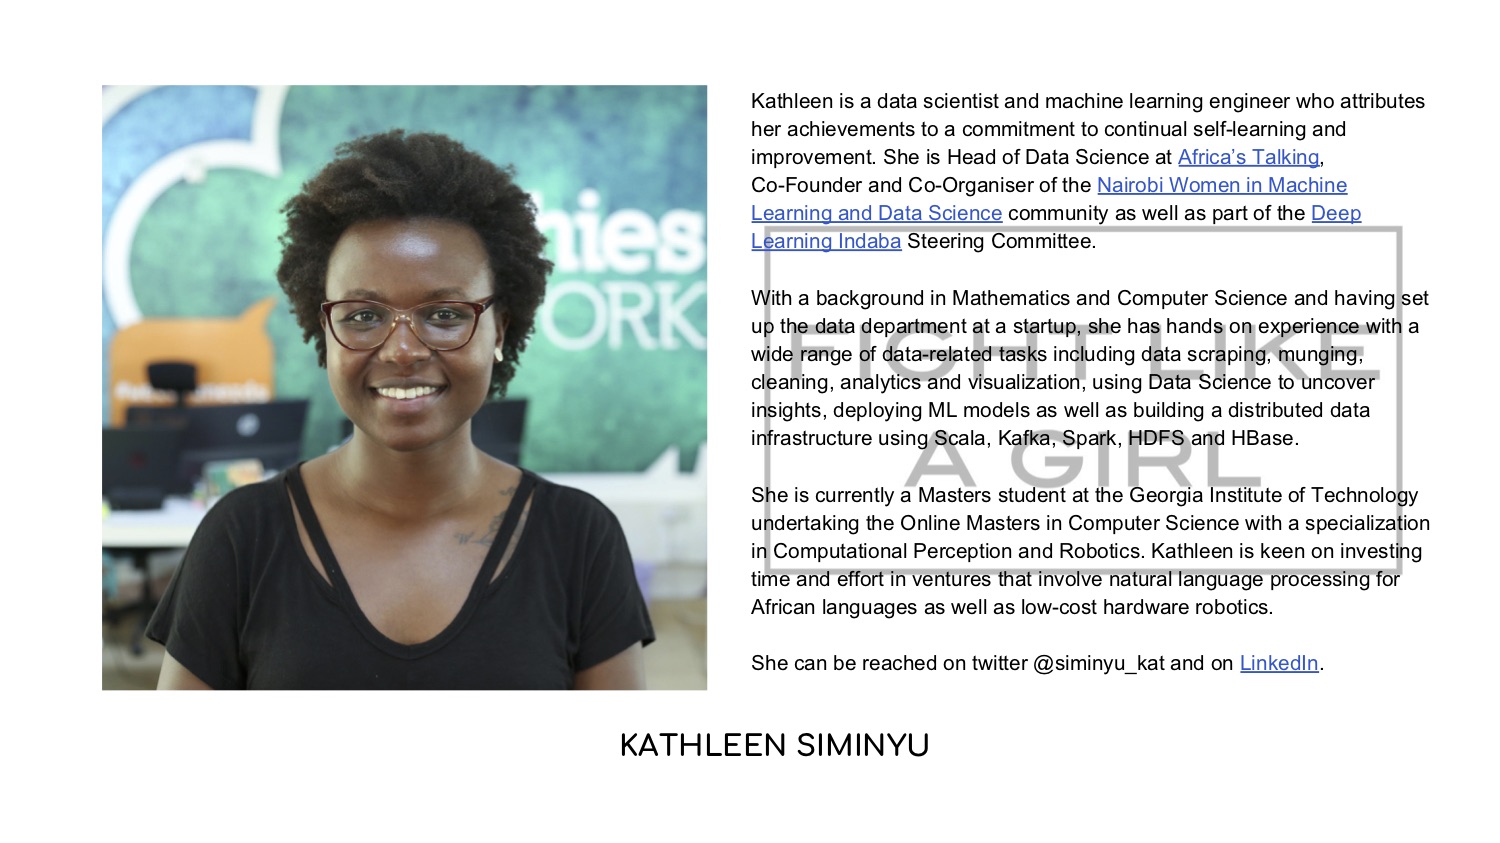 hies
ORK
Kathleen is a data scientist and machine learning engineer who attributes
her achievements to a commitment to continual self-learning and
improvement. She is Head of Data Science at Africa’s Talking,
Co-Founder and Co-Organiser of the Nairobi Women in Machine
Learning and Data Science community as well as part of the Deep
Learning Indaba Steering Committee.
With a background in Mathematics and Computer Science and having set
up the data department at a startup, she has hands on experience with a
wide range of data-related tasks including data scraping, munging,
cleaning, analytics and visualization, using Data Science to uncover
insights, deploying ML models as well as building a distributed data
infrastructure using Scala, Kafka, Spark, HDFS and HBase.
She is currently a Masters student at the Georgia Institute of Technology
undertaking the Online Masters in Computer Science with a specialization
in Computational Perception and Robotics. Kathleen is keen on investing
time and effort in ventures that involve natural language processing for
African languages as well as low-cost hardware robotics.
She can be reached on twitter @siminyu_kat and on LinkedIn.
FIGHT LIKE
A GIRL
KATHLEEN SIMINYU